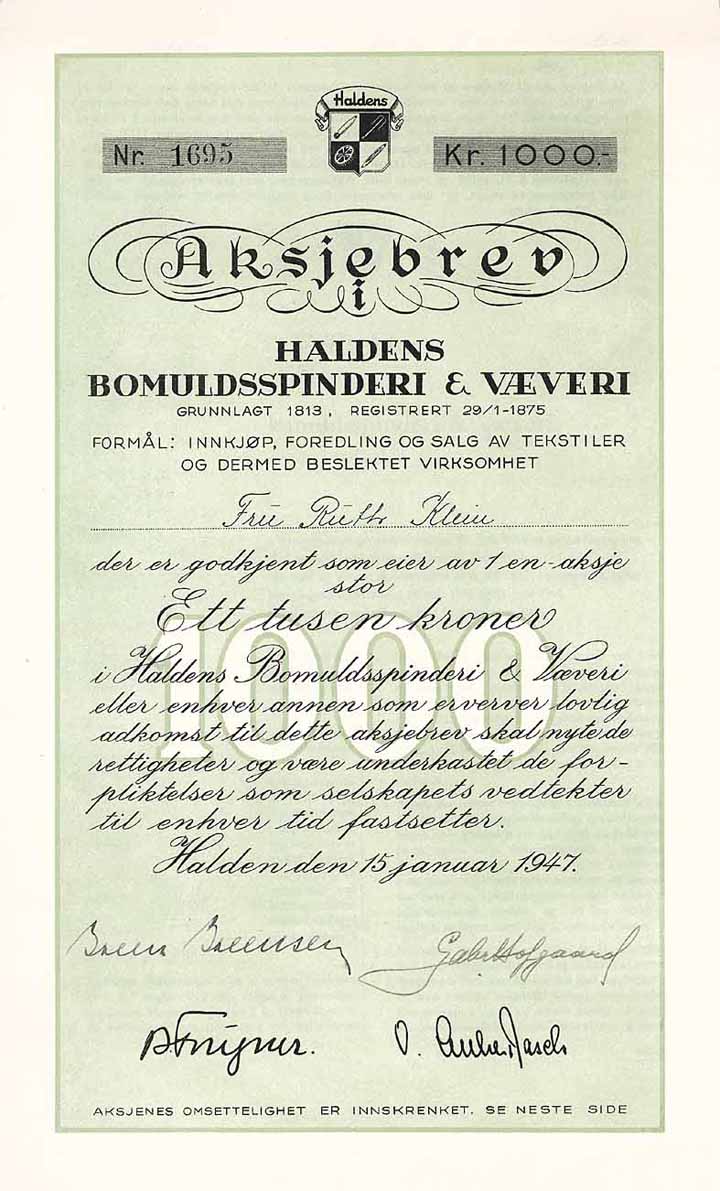 Haldens
Nr. 1695
Kr. 1000.-
Aksjebrev
i
HALDENS
BOMULDSSPINDERI & VÆVERI
GRUNNLAGT 1813, REGISTRERT 29/1-1875
FORMÅL: INNKJØP, FOREDLING OG SALG AV TEKSTILER
OG DERMED BESLEKTET VIRKSOMHET
Fru Ruth Klein
der er godkjent som eier av 1 en-aksje
stor
Ett tusen kroner
1000
i Haldens Bomuldsspinderi & Væveri
eller enhver annen som erverver lovlig
adkomst til dette aksjebrev skal nyte de
rettigheter og være underkastet de for-
pliktelser som selskapets vedtekter
til enhver tid fastsetter.
Halden den 15 januar 1947.
AKSJENES OMSETTELIGHET ER INNSKRENKET. SE NESTE SIDE